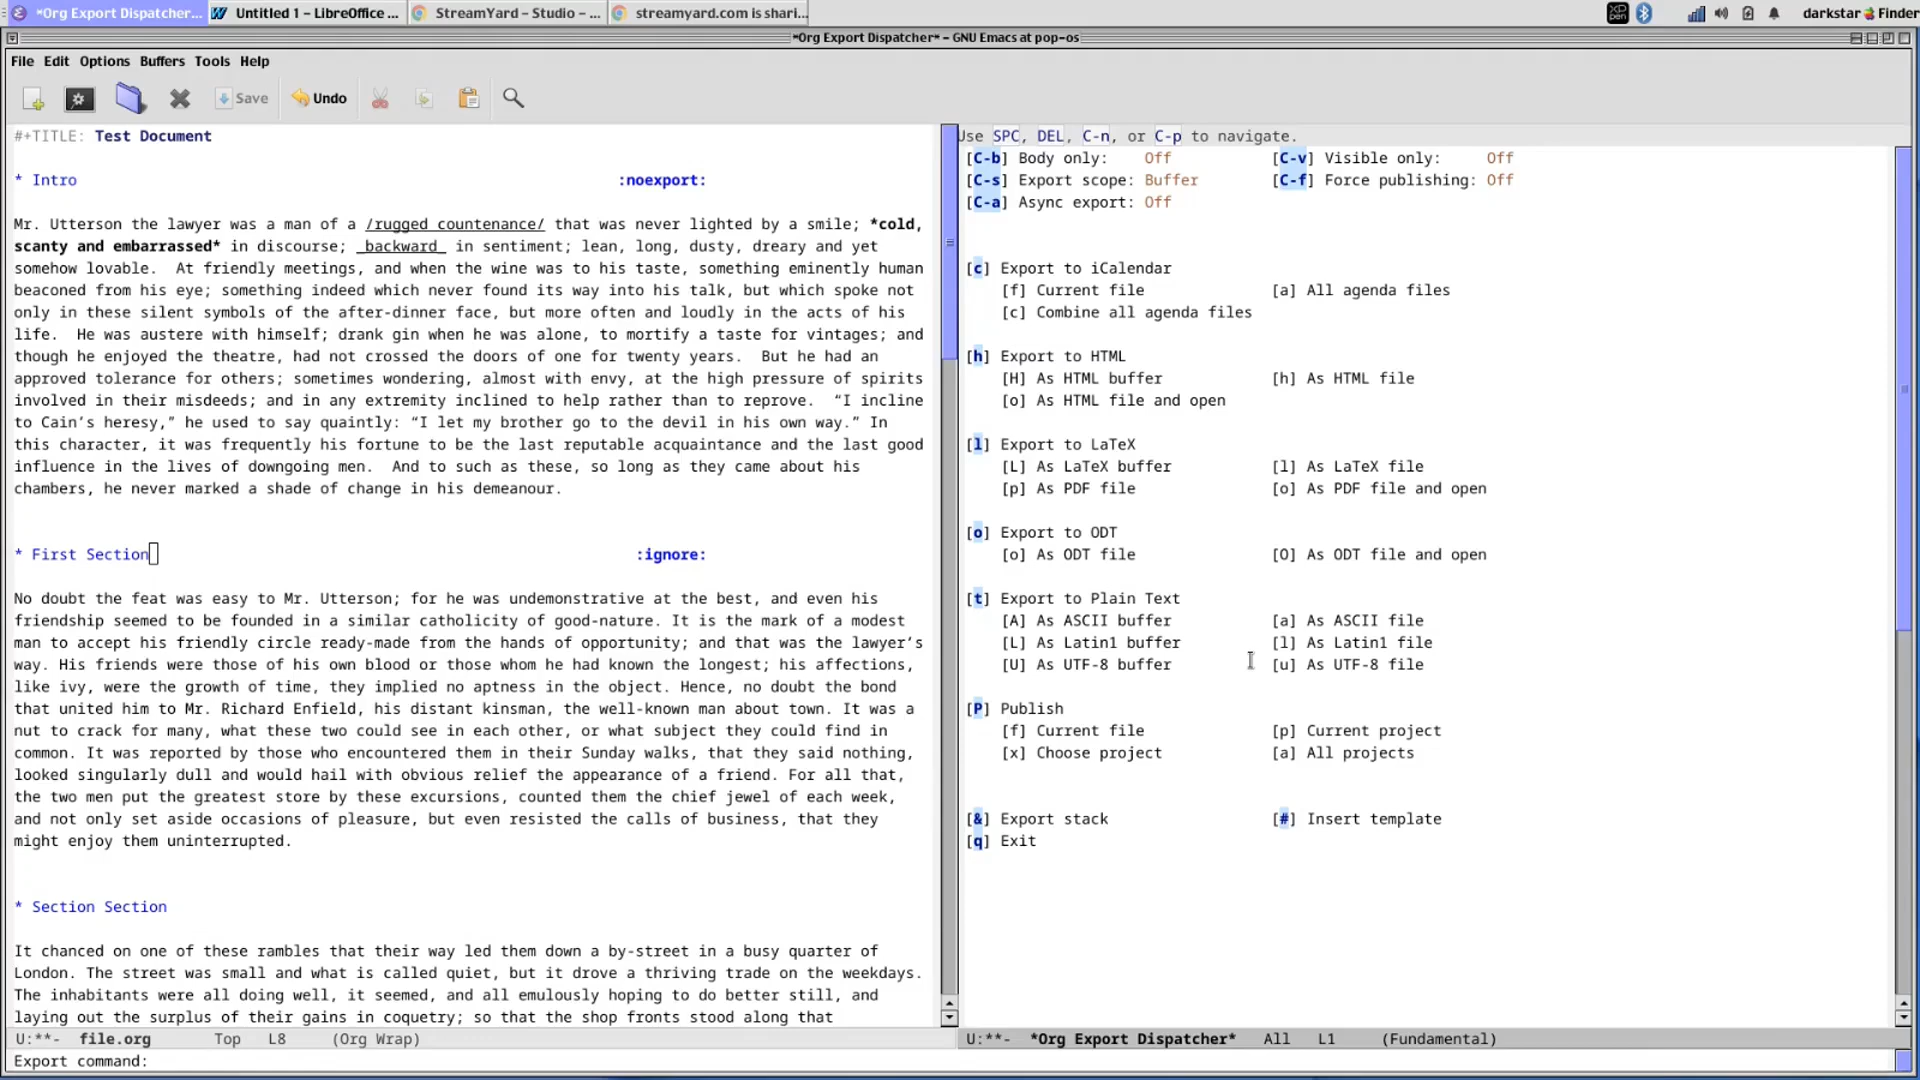 *Org Export Dispatcher... Untitled 1 – LibreOffice ... StreamYard – Studio – ... streamyard.com is shari... darkstar Finder
*Org Export Dispatcher* – GNU Emacs at pop-os
File Edit Options Buffers Tools Help
Save Undo
#+TITLE: Test Document
* Intro :noexport:
Mr. Utterson the lawyer was a man of a /rugged countenance/ that was never lighted by a smile; *cold,
scanty and embarrassed* in discourse; _backward_ in sentiment; lean, long, dusty, dreary and yet
somehow lovable.  At friendly meetings, and when the wine was to his taste, something eminently human
beaconed from his eye; something indeed which never found its way into his talk, but which spoke not
only in these silent symbols of the after-dinner face, but more often and loudly in the acts of his
life.  He was austere with himself; drank gin when he was alone, to mortify a taste for vintages; and
though he enjoyed the theatre, had not crossed the doors of one for twenty years.  But he had an
approved tolerance for others; sometimes wondering, almost with envy, at the high pressure of spirits
involved in their misdeeds; and in any extremity inclined to help rather than to reprove.  “I incline
to Cain’s heresy,” he used to say quaintly: “I let my brother go to the devil in his own way.” In
this character, it was frequently his fortune to be the last reputable acquaintance and the last good
influence in the lives of downgoing men.  And to such as these, so long as they came about his
chambers, he never marked a shade of change in his demeanour.
* First Section :ignore:
No doubt the feat was easy to Mr. Utterson; for he was undemonstrative at the best, and even his
friendship seemed to be founded in a similar catholicity of good-nature. It is the mark of a modest
man to accept his friendly circle ready-made from the hands of opportunity; and that was the lawyer’s
way. His friends were those of his own blood or those whom he had known the longest; his affections,
like ivy, were the growth of time, they implied no aptness in the object. Hence, no doubt the bond
that united him to Mr. Richard Enfield, his distant kinsman, the well-known man about town. It was a
nut to crack for many, what these two could see in each other, or what subject they could find in
common. It was reported by those who encountered them in their Sunday walks, that they said nothing,
looked singularly dull and would hail with obvious relief the appearance of a friend. For all that,
the two men put the greatest store by these excursions, counted them the chief jewel of each week,
and not only set aside occasions of pleasure, but even resisted the calls of business, that they
might enjoy them uninterrupted.
* Section Section
It chanced on one of these rambles that their way led them down a by-street in a busy quarter of
London. The street was small and what is called quiet, but it drove a thriving trade on the weekdays.
The inhabitants were all doing well, it seemed, and all emulously hoping to do better still, and
laying out the surplus of their gains in coquetry; so that the shop fronts stood along that
U:**-  file.org Top L8 (Org Wrap)
Export command:
Use SPC, DEL, C-n, or C-p to navigate.
[C-b] Body only: Off [C-v] Visible only: Off
[C-s] Export scope: Buffer [C-f] Force publishing: Off
[C-a] Async export: Off
[c] Export to iCalendar
[f] Current file [a] All agenda files
[c] Combine all agenda files
[h] Export to HTML
[H] As HTML buffer [h] As HTML file
[o] As HTML file and open
[l] Export to LaTeX
[L] As LaTeX buffer [l] As LaTeX file
[p] As PDF file [o] As PDF file and open
[o] Export to ODT
[o] As ODT file [O] As ODT file and open
[t] Export to Plain Text
[A] As ASCII buffer [a] As ASCII file
[L] As Latin1 buffer [l] As Latin1 file
[U] As UTF-8 buffer [u] As UTF-8 file
[P] Publish
[f] Current file [p] Current project
[x] Choose project [a] All projects
[&] Export stack [#] Insert template
[q] Exit
U:**-  *Org Export Dispatcher* All L1 (Fundamental)